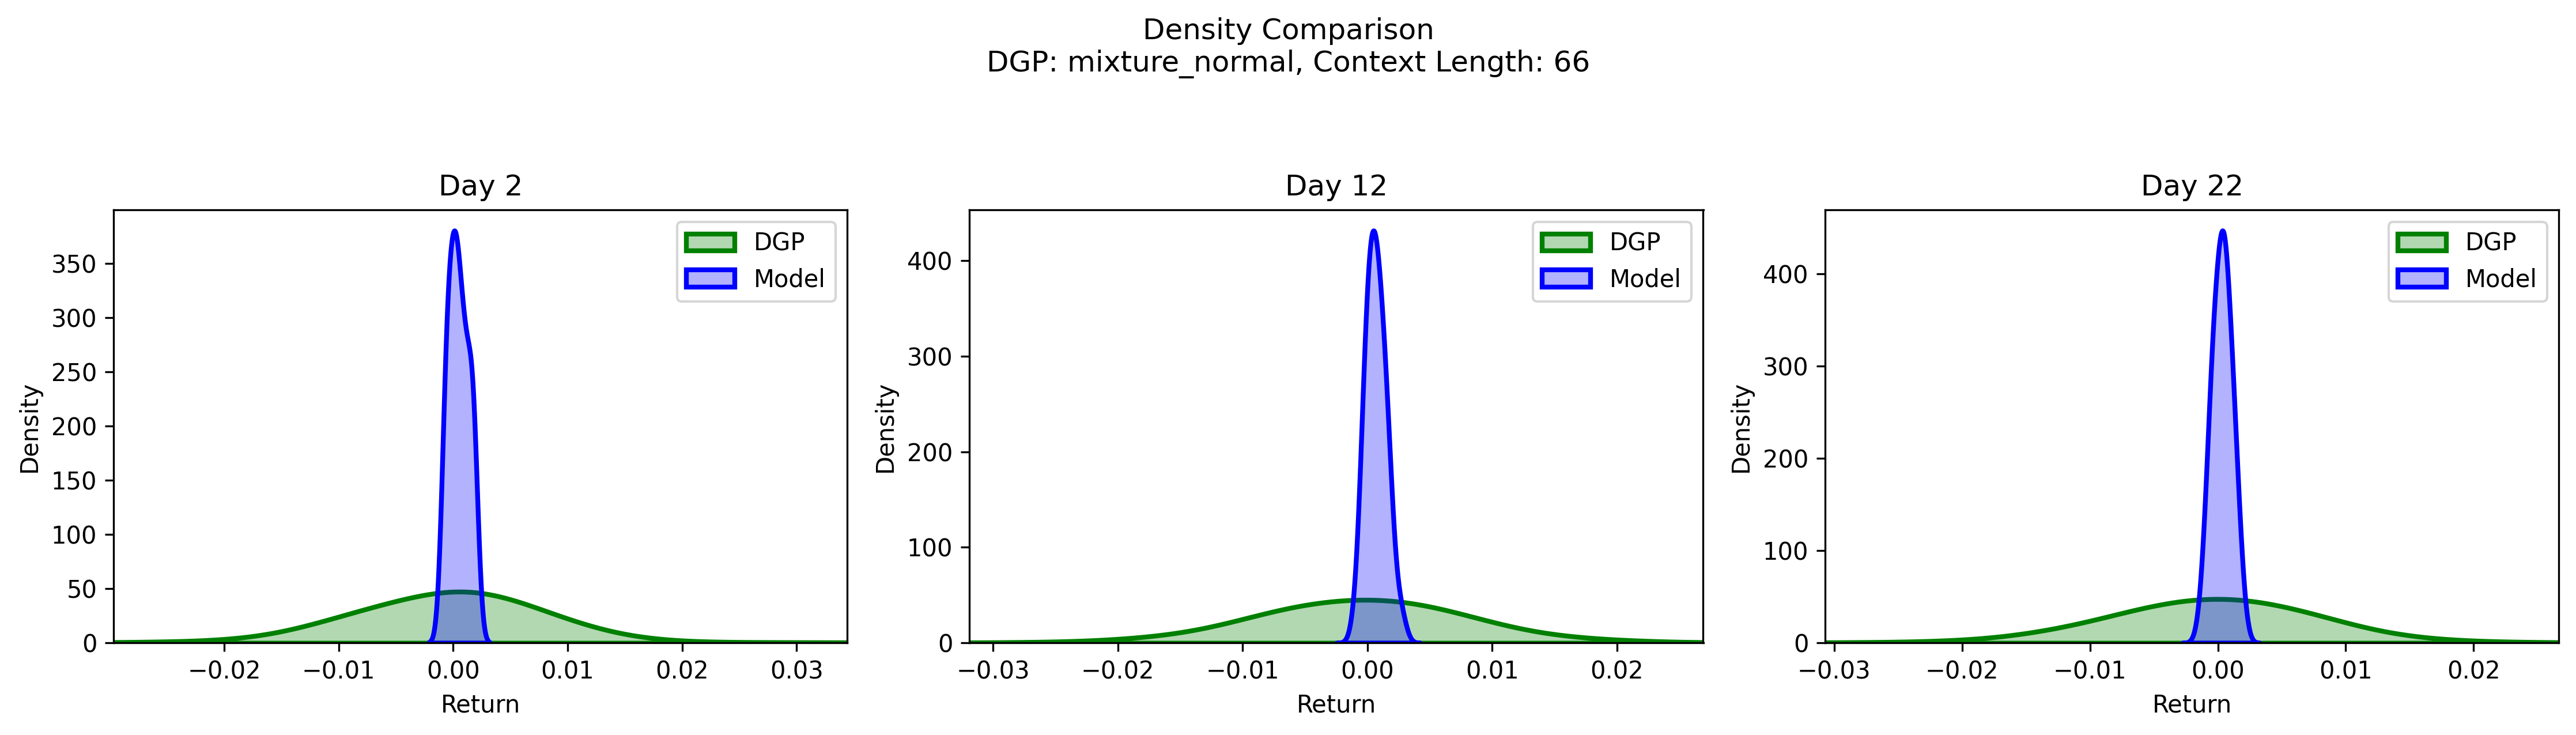 Density Comparison
DGP: mixture_normal, Context Length: 66
Day 2
Density
350
300
250
200
150
100
50
0
−0.02
−0.01
0.00
0.01
0.02
0.03
Return
DGP
Model
Day 12
Density
400
300
200
100
0
−0.03
−0.02
−0.01
0.00
0.01
0.02
Return
DGP
Model
Day 22
Density
400
300
200
100
0
−0.03
−0.02
−0.01
0.00
0.01
0.02
Return
DGP
Model